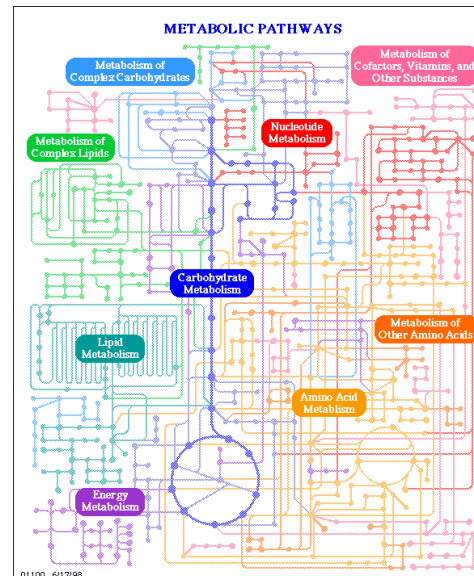 METABOLIC PATHWAYS
Metabolism of
Complex Carbohydrates
Metabolism of
Cofactors, Vitamins, and
Other Substances
Nucleotide
Metabolism
Metabolism of
Complex Lipids
Carbohydrate
Metabolism
Lipid
Metabolism
Metabolism of
Other Amino Acids
Amino Acid
Metablism
Energy
Metabolism
01100 6/17/98